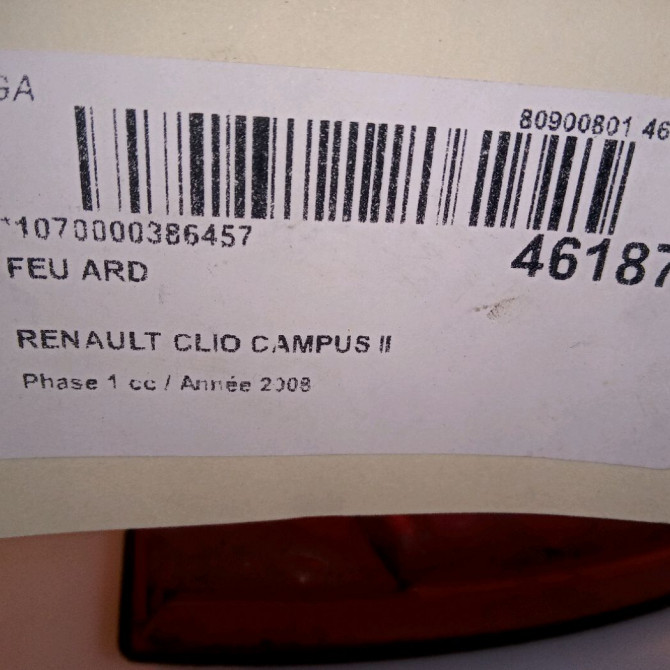 GA
80900801 46
*1070000386457
46187
FEU ARD
RENAULT CLIO CAMPUS II
Phase 1 cc / Année 2008